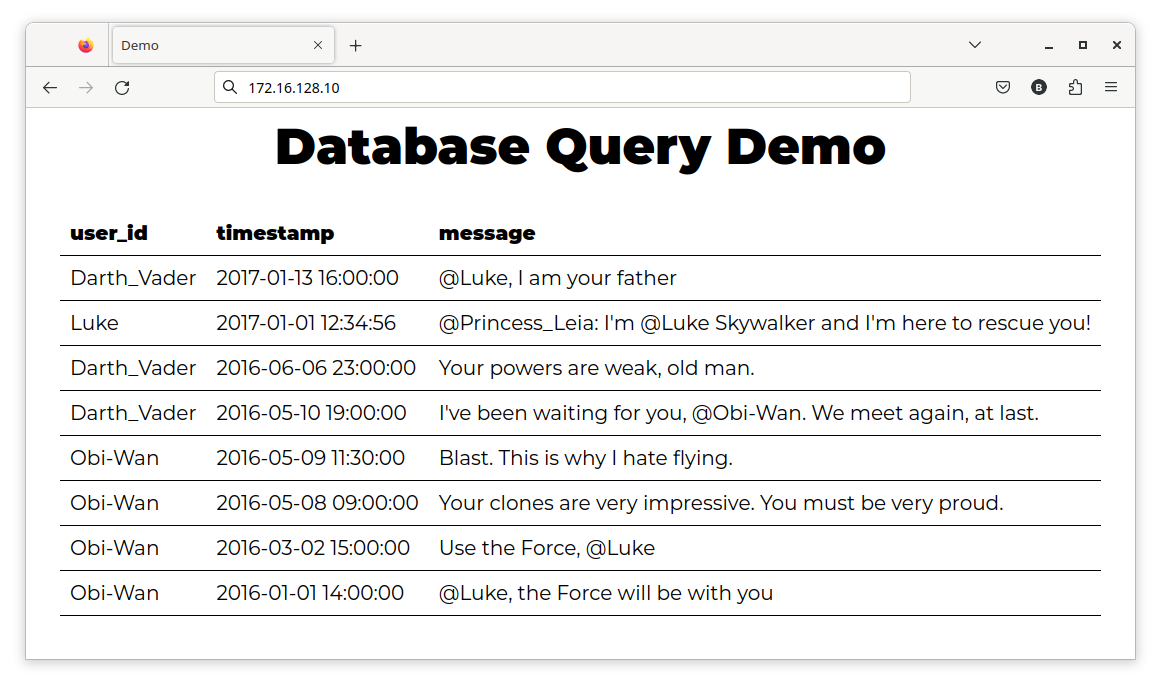 Demo
172.16.128.10
B
Database Query Demo
user_id timestamp message
Darth_Vader 2017-01-13 16:00:00 @Luke, I am your father
Luke 2017-01-01 12:34:56 @Princess_Leia: I'm @Luke Skywalker and I'm here to rescue you!
Darth_Vader 2016-06-06 23:00:00 Your powers are weak, old man.
Darth_Vader 2016-05-10 19:00:00 I've been waiting for you, @Obi-Wan. We meet again, at last.
Obi-Wan 2016-05-09 11:30:00 Blast. This is why I hate flying.
Obi-Wan 2016-05-08 09:00:00 Your clones are very impressive. You must be very proud.
Obi-Wan 2016-03-02 15:00:00 Use the Force, @Luke
Obi-Wan 2016-01-01 14:00:00 @Luke, the Force will be with you